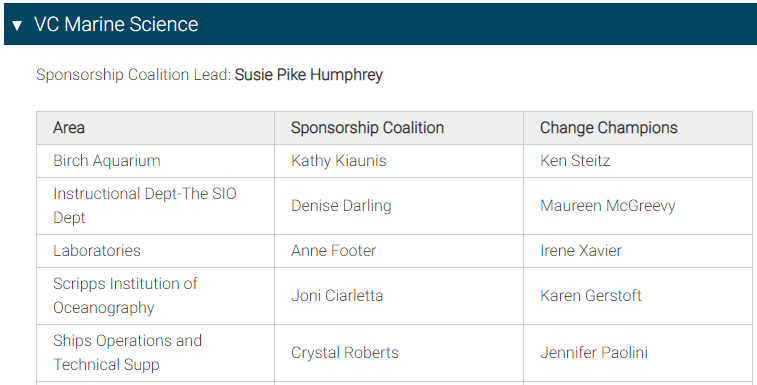 ▼ VC Marine Science
Sponsorship Coalition Lead: Susie Pike Humphrey
Area Sponsorship Coalition Change Champions
Birch Aquarium Kathy Kiaunis Ken Steitz
Instructional Dept-The SIO
Dept Denise Darling Maureen McGreevy
Laboratories Anne Footer Irene Xavier
Scripps Institution of
Oceanography Joni Ciarletta Karen Gerstoft
Ships Operations and
Technical Supp Crystal Roberts Jennifer Paolini